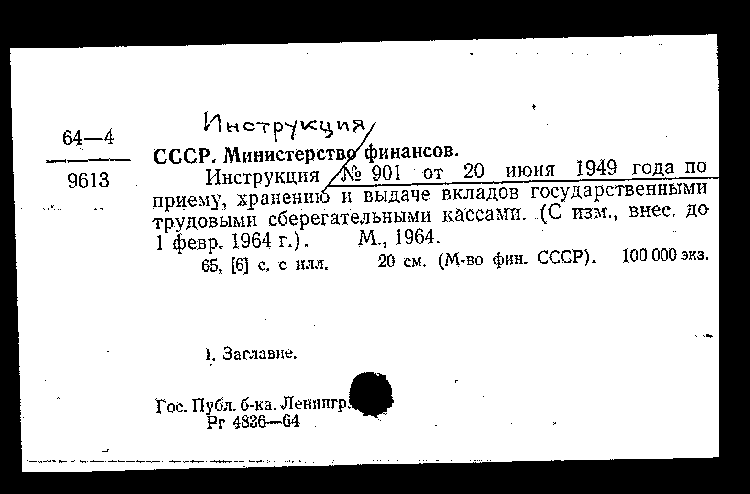 Инструкция
64—4
9613
СССР. Министерство финансов.
Инструкция № 901 от 20 июня 1949 года по
приему, хранению и выдаче вкладов государственными
трудовыми сберегательными кассами. (С изм., внес. до
1 февр. 1964 г.). М., 1964.
65, [6] с. с илл. 20 см. (М-во фин. СССР). 100 000 экз.
1. Заглавие.
Гос. Публ. б-ка. Ленингр
Рг 4836—64